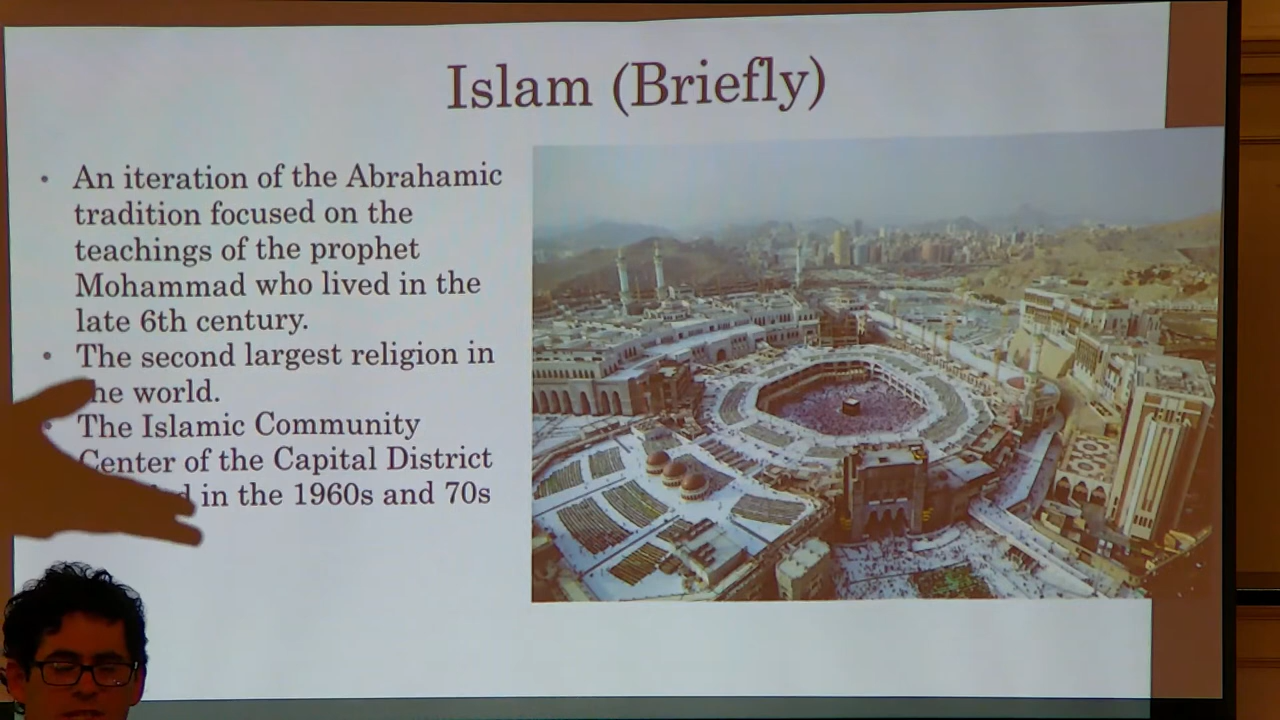 Islam (Briefly)
• An iteration of the Abrahamic
tradition focused on the
teachings of the prophet
Mohammad who lived in the
late 6th century.
• The second largest religion in
he world.
• The Islamic Community
Center of the Capital District
in the 1960s and 70s